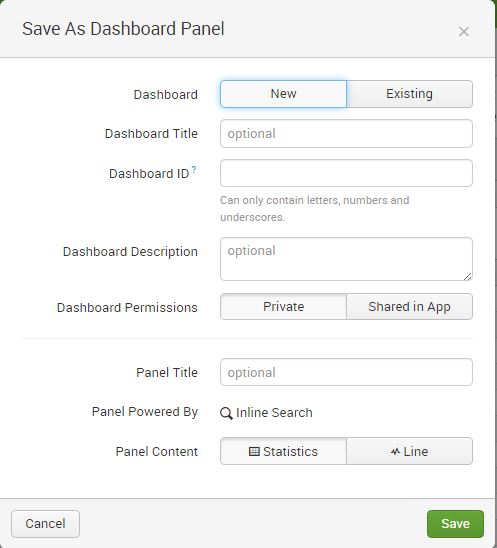 Save As Dashboard Panel ×
Dashboard New Existing
Dashboard Title optional
Dashboard ID ?
Can only contain letters, numbers and
underscores.
Dashboard Description optional
Dashboard Permissions Private Shared in App
Panel Title optional
Panel Powered By Inline Search
Panel Content Statistics Line
Cancel Save